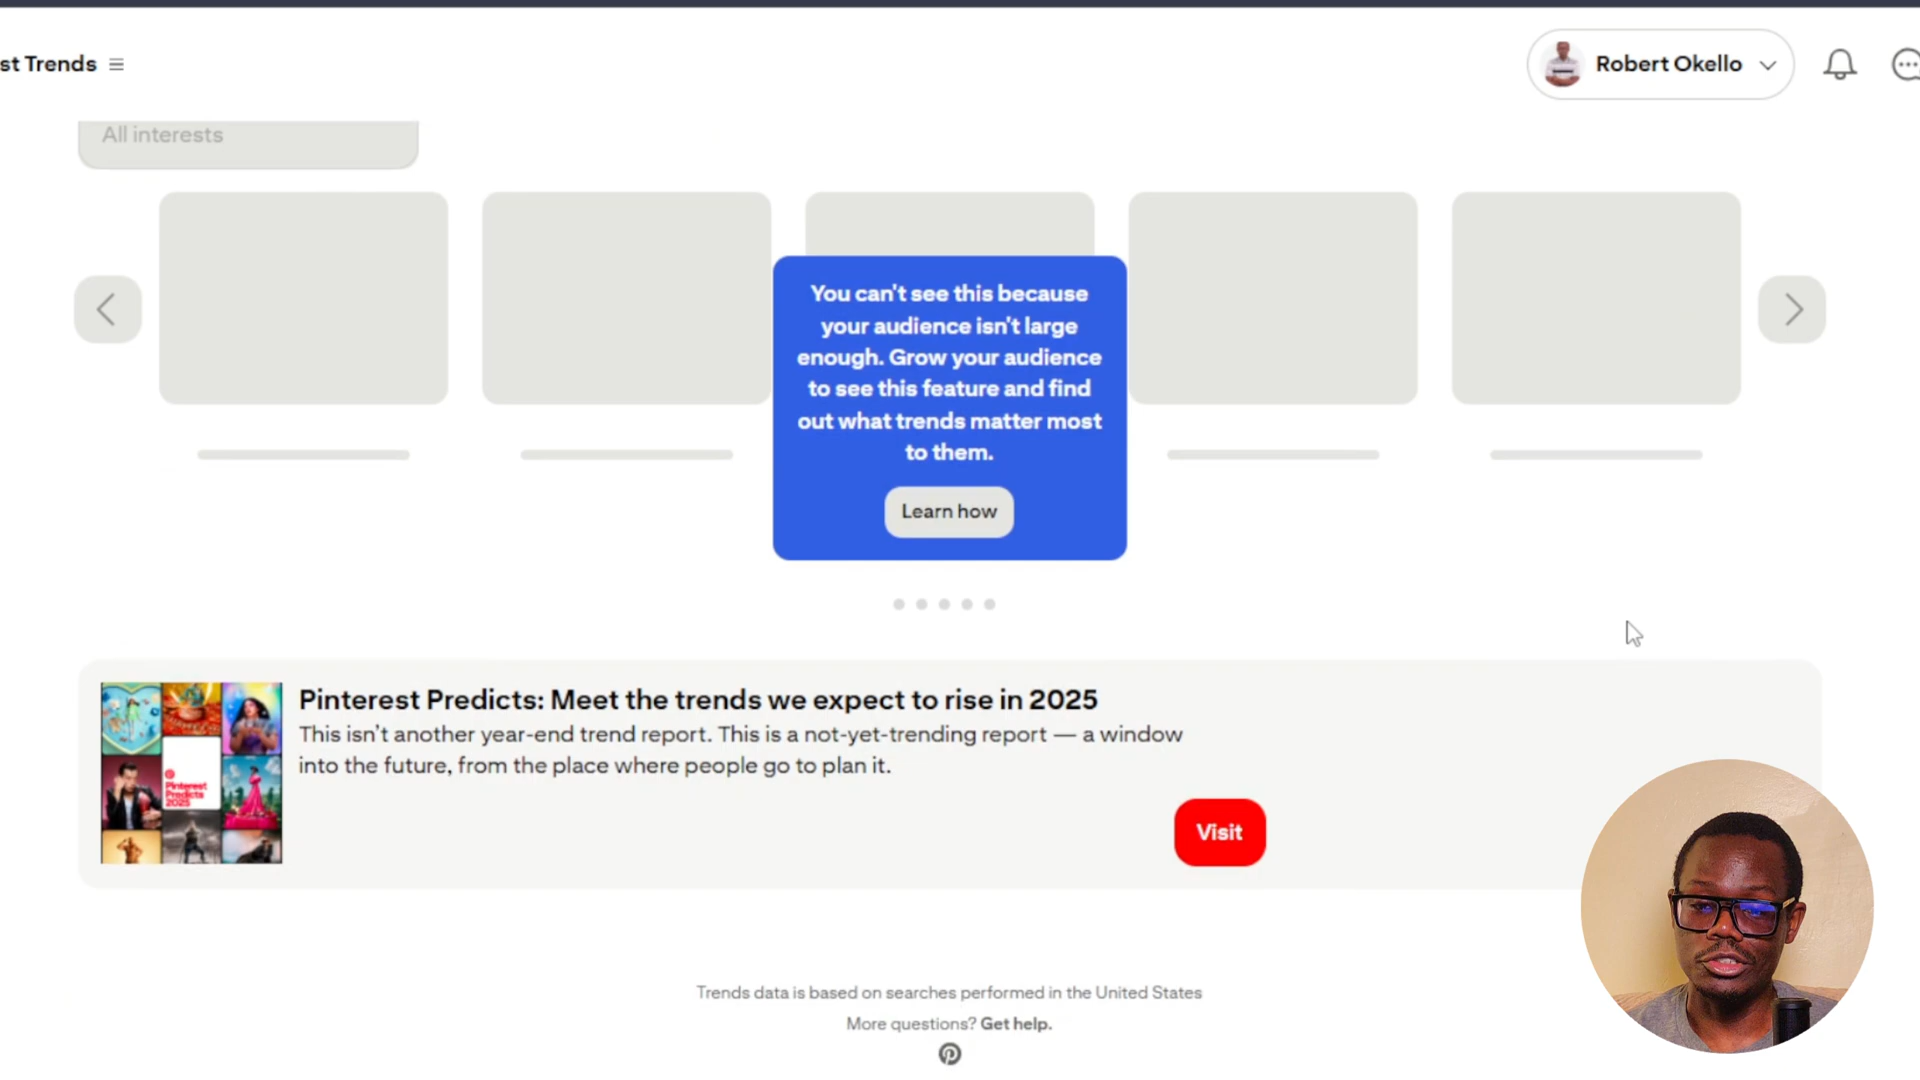 st Trends
Robert Okello
All interests
You can't see this because
your audience isn't large
enough. Grow your audience
to see this feature and find
out what trends matter most
to them.
Learn how
Pinterest Predicts: Meet the trends we expect to rise in 2025
This isn't another year-end trend report. This is a not-yet-trending report — a window
into the future, from the place where people go to plan it.
Pinterest
Predicts
2025
Visit
Trends data is based on searches performed in the United States
More questions? Get help.